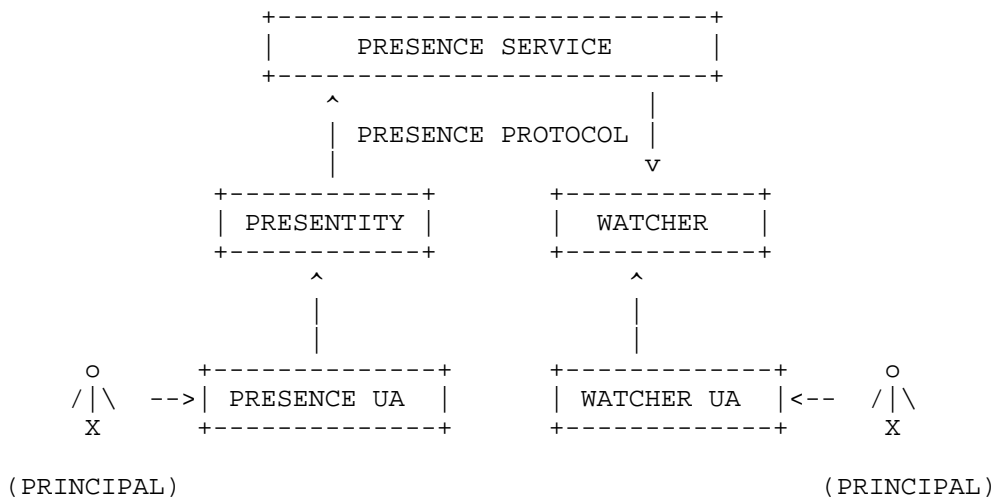 PRESENCE SERVICE
PRESENCE PROTOCOL
PRESENTITY WATCHER
PRESENCE UA WATCHER UA
(PRINCIPAL) (PRINCIPAL)